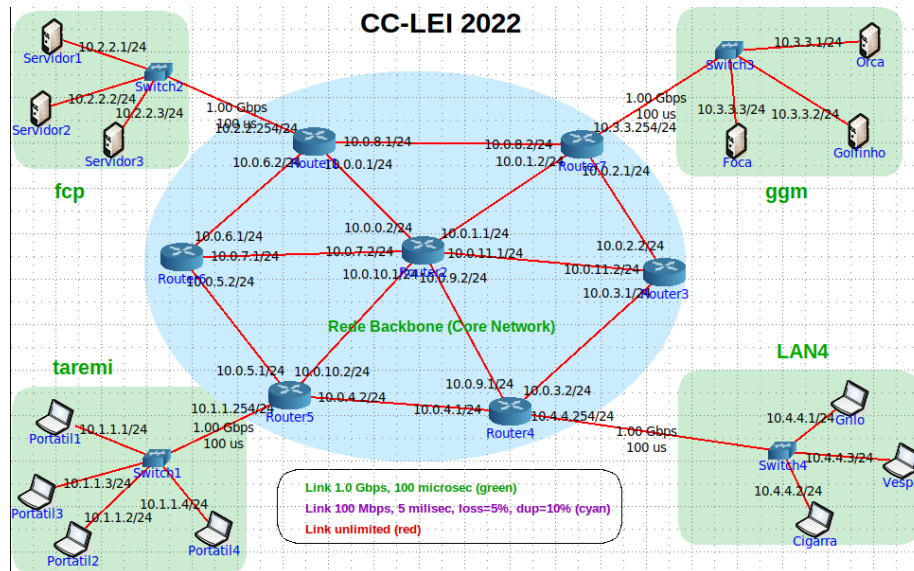 CC-LEI 2022
10.2.2.1/24
Servidor1
Switch2
10.2.2.2/24
Servidor2
10.2.2.3/24
Servidor3
fcp
1.00 Gbps
100 us
10.2.2.254/24
10.0.8.1/24
10.0.6.2/24
10.0.0.1/24
10.3.3.1/24
Orca
Switch3
1.00 Gbps
100 us
10.3.3.3/24
10.3.3.2/24
10.3.3.254/24
Foca
Golfinho
ggm
10.0.8.2/24
Router7
10.0.1.2/24
10.0.2.1/24
10.0.6.1/24
10.0.7.1/24
Router6
10.0.5.2/24
10.0.0.2/24
10.0.1.1/24
10.0.7.2/24
Router2
10.0.11.1/24
10.0.10.1/24
10.0.9.2/24
10.0.2.2/24
10.0.11.2/24
Router3
10.0.3.1/24
Rede Backbone (Core Network)
10.0.5.1/24
10.0.10.2/24
10.1.1.254/24
Router5
10.0.4.2/24
10.0.9.1/24
10.0.3.2/24
10.0.4.1/24
10.4.4.254/24
Router4
taremi
10.1.1.1/24
Portatil1
1.00 Gbps
100 us
Switch1
10.1.1.3/24
Portatil3
10.1.1.2/24
10.1.1.4/24
Portatil2
Portatil4
LAN4
10.4.4.1/24
Grilo
1.00 Gbps
100 us
Switch4
10.4.4.3/24
10.4.4.2/24
Cigarra
Link 1.0 Gbps, 100 microsec (green)
Link 100 Mbps, 5 milisec, loss=5%, dup=10% (cyan)
Link unlimited (red)